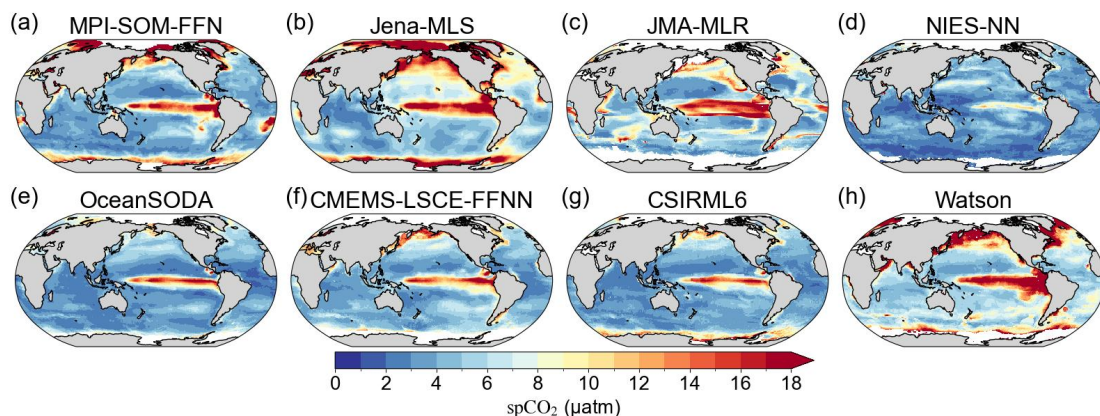 (a) MPI-SOM-FFN
(b) Jena-MLS
(c) JMA-MLR
(d) NIES-NN
(e) OceanSODA
(f) CMEMS-LSCE-FFNN
(g) CSIRML6
(h) Watson
0 2 4 6 8 10 12 14 16 18
spCO₂ (µatm)